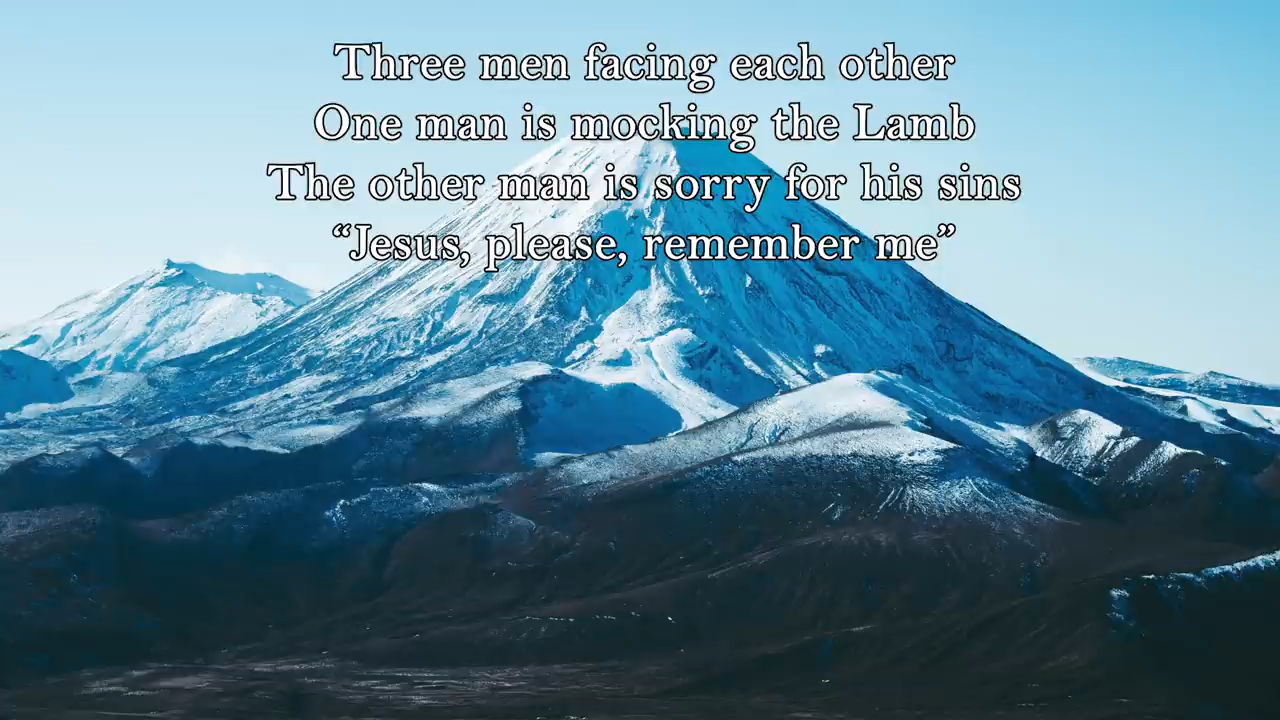 Three men facing each other
One man is mocking the Lamb
The other man is sorry for his sins
“Jesus, please, remember me”